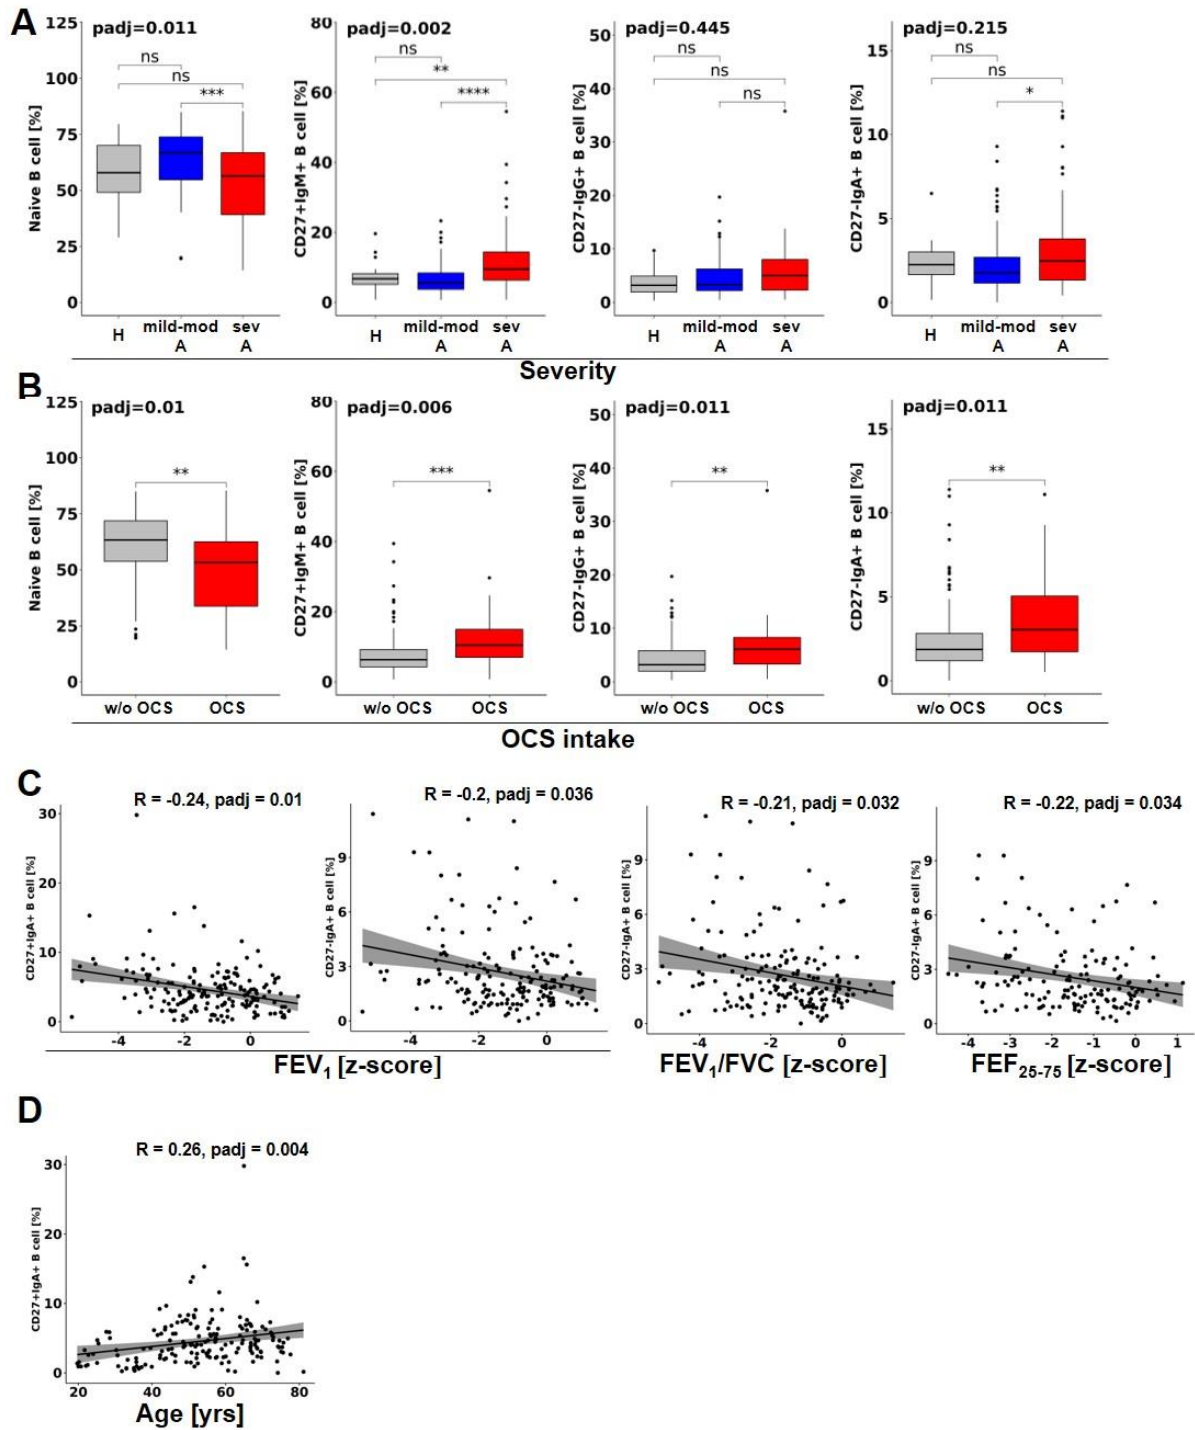 A
padj=0.011
padj=0.002
padj=0.445
padj=0.215
Naive B cell [%]
125
100
75
50
25
0
ns
ns
***
H
mild-mod A
sev A
CD27+IgM+ B cell [%]
80
60
40
20
0
ns
**
****
H
mild-mod A
sev A
CD27-IgG+ B cell [%]
50
40
30
20
10
0
ns
ns
ns
H
mild-mod A
sev A
CD27-IgA+ B cell [%]
15
10
5
0
ns
ns
*
H
mild-mod A
sev A
Severity
B
padj=0.01
padj=0.006
padj=0.011
padj=0.011
Naive B cell [%]
125
100
75
50
25
0
**
w/o OCS
OCS
CD27+IgM+ B cell [%]
80
60
40
20
0
***
w/o OCS
OCS
CD27-IgG+ B cell [%]
50
40
30
20
10
0
**
w/o OCS
OCS
CD27-IgA+ B cell [%]
15
10
5
0
**
w/o OCS
OCS
OCS intake
C
R = -0.24, padj = 0.01
R = -0.2, padj = 0.036
R = -0.21, padj = 0.032
R = -0.22, padj = 0.034
CD27+IgA+ B cell [%]
30
20
10
0
-4 -2 0
CD27-IgA+ B cell [%]
9
6
3
0
-4 -2 0
FEV1 [z-score]
CD27-IgA+ B cell [%]
9
6
3
0
-4 -2 0
FEV1/FVC [z-score]
CD27-IgA+ B cell [%]
9
6
3
0
-4 -3 -2 -1 0 1
FEF25-75 [z-score]
D
R = 0.26, padj = 0.004
CD27+IgA+ B cell [%]
30
20
10
0
20 40 60 80
Age [yrs]